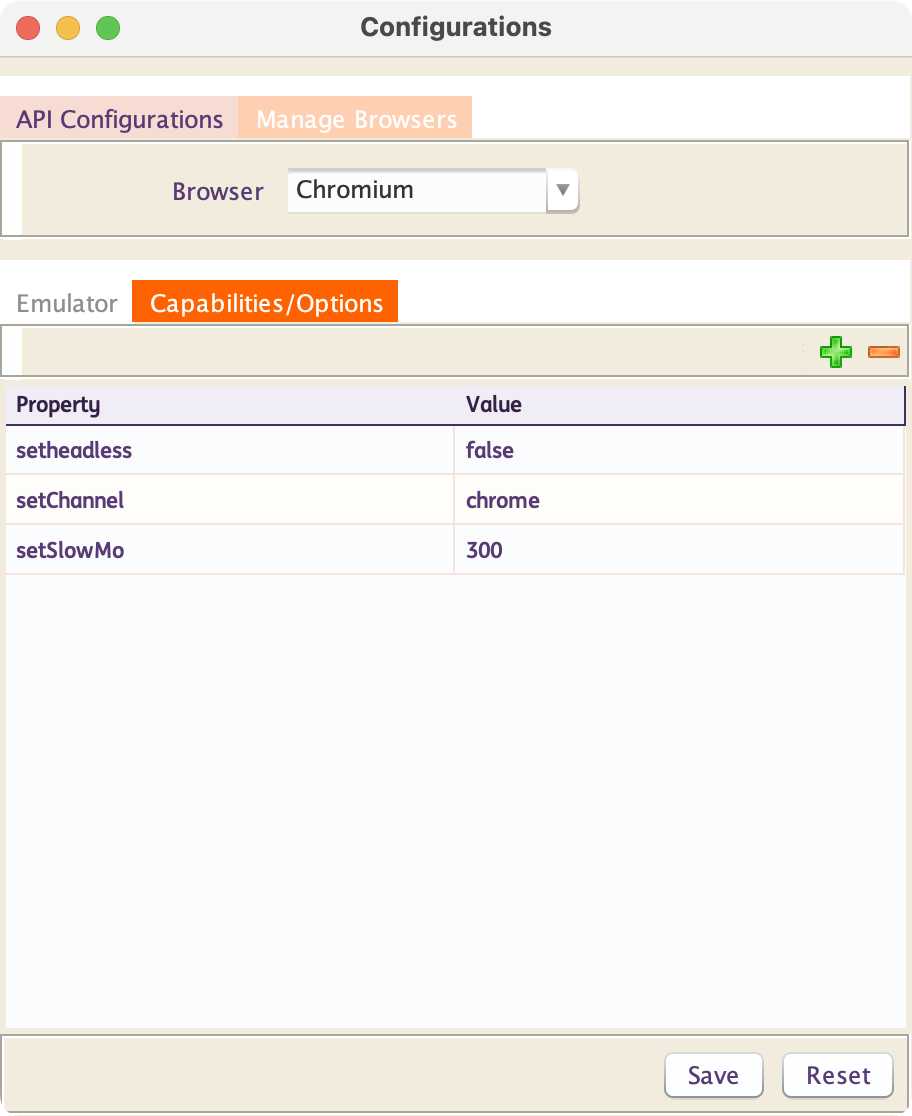 Configurations
API Configurations Manage Browsers
Browser Chromium
Emulator Capabilities/Options
Property Value
setheadless false
setChannel chrome
setSlowMo 300
Save Reset